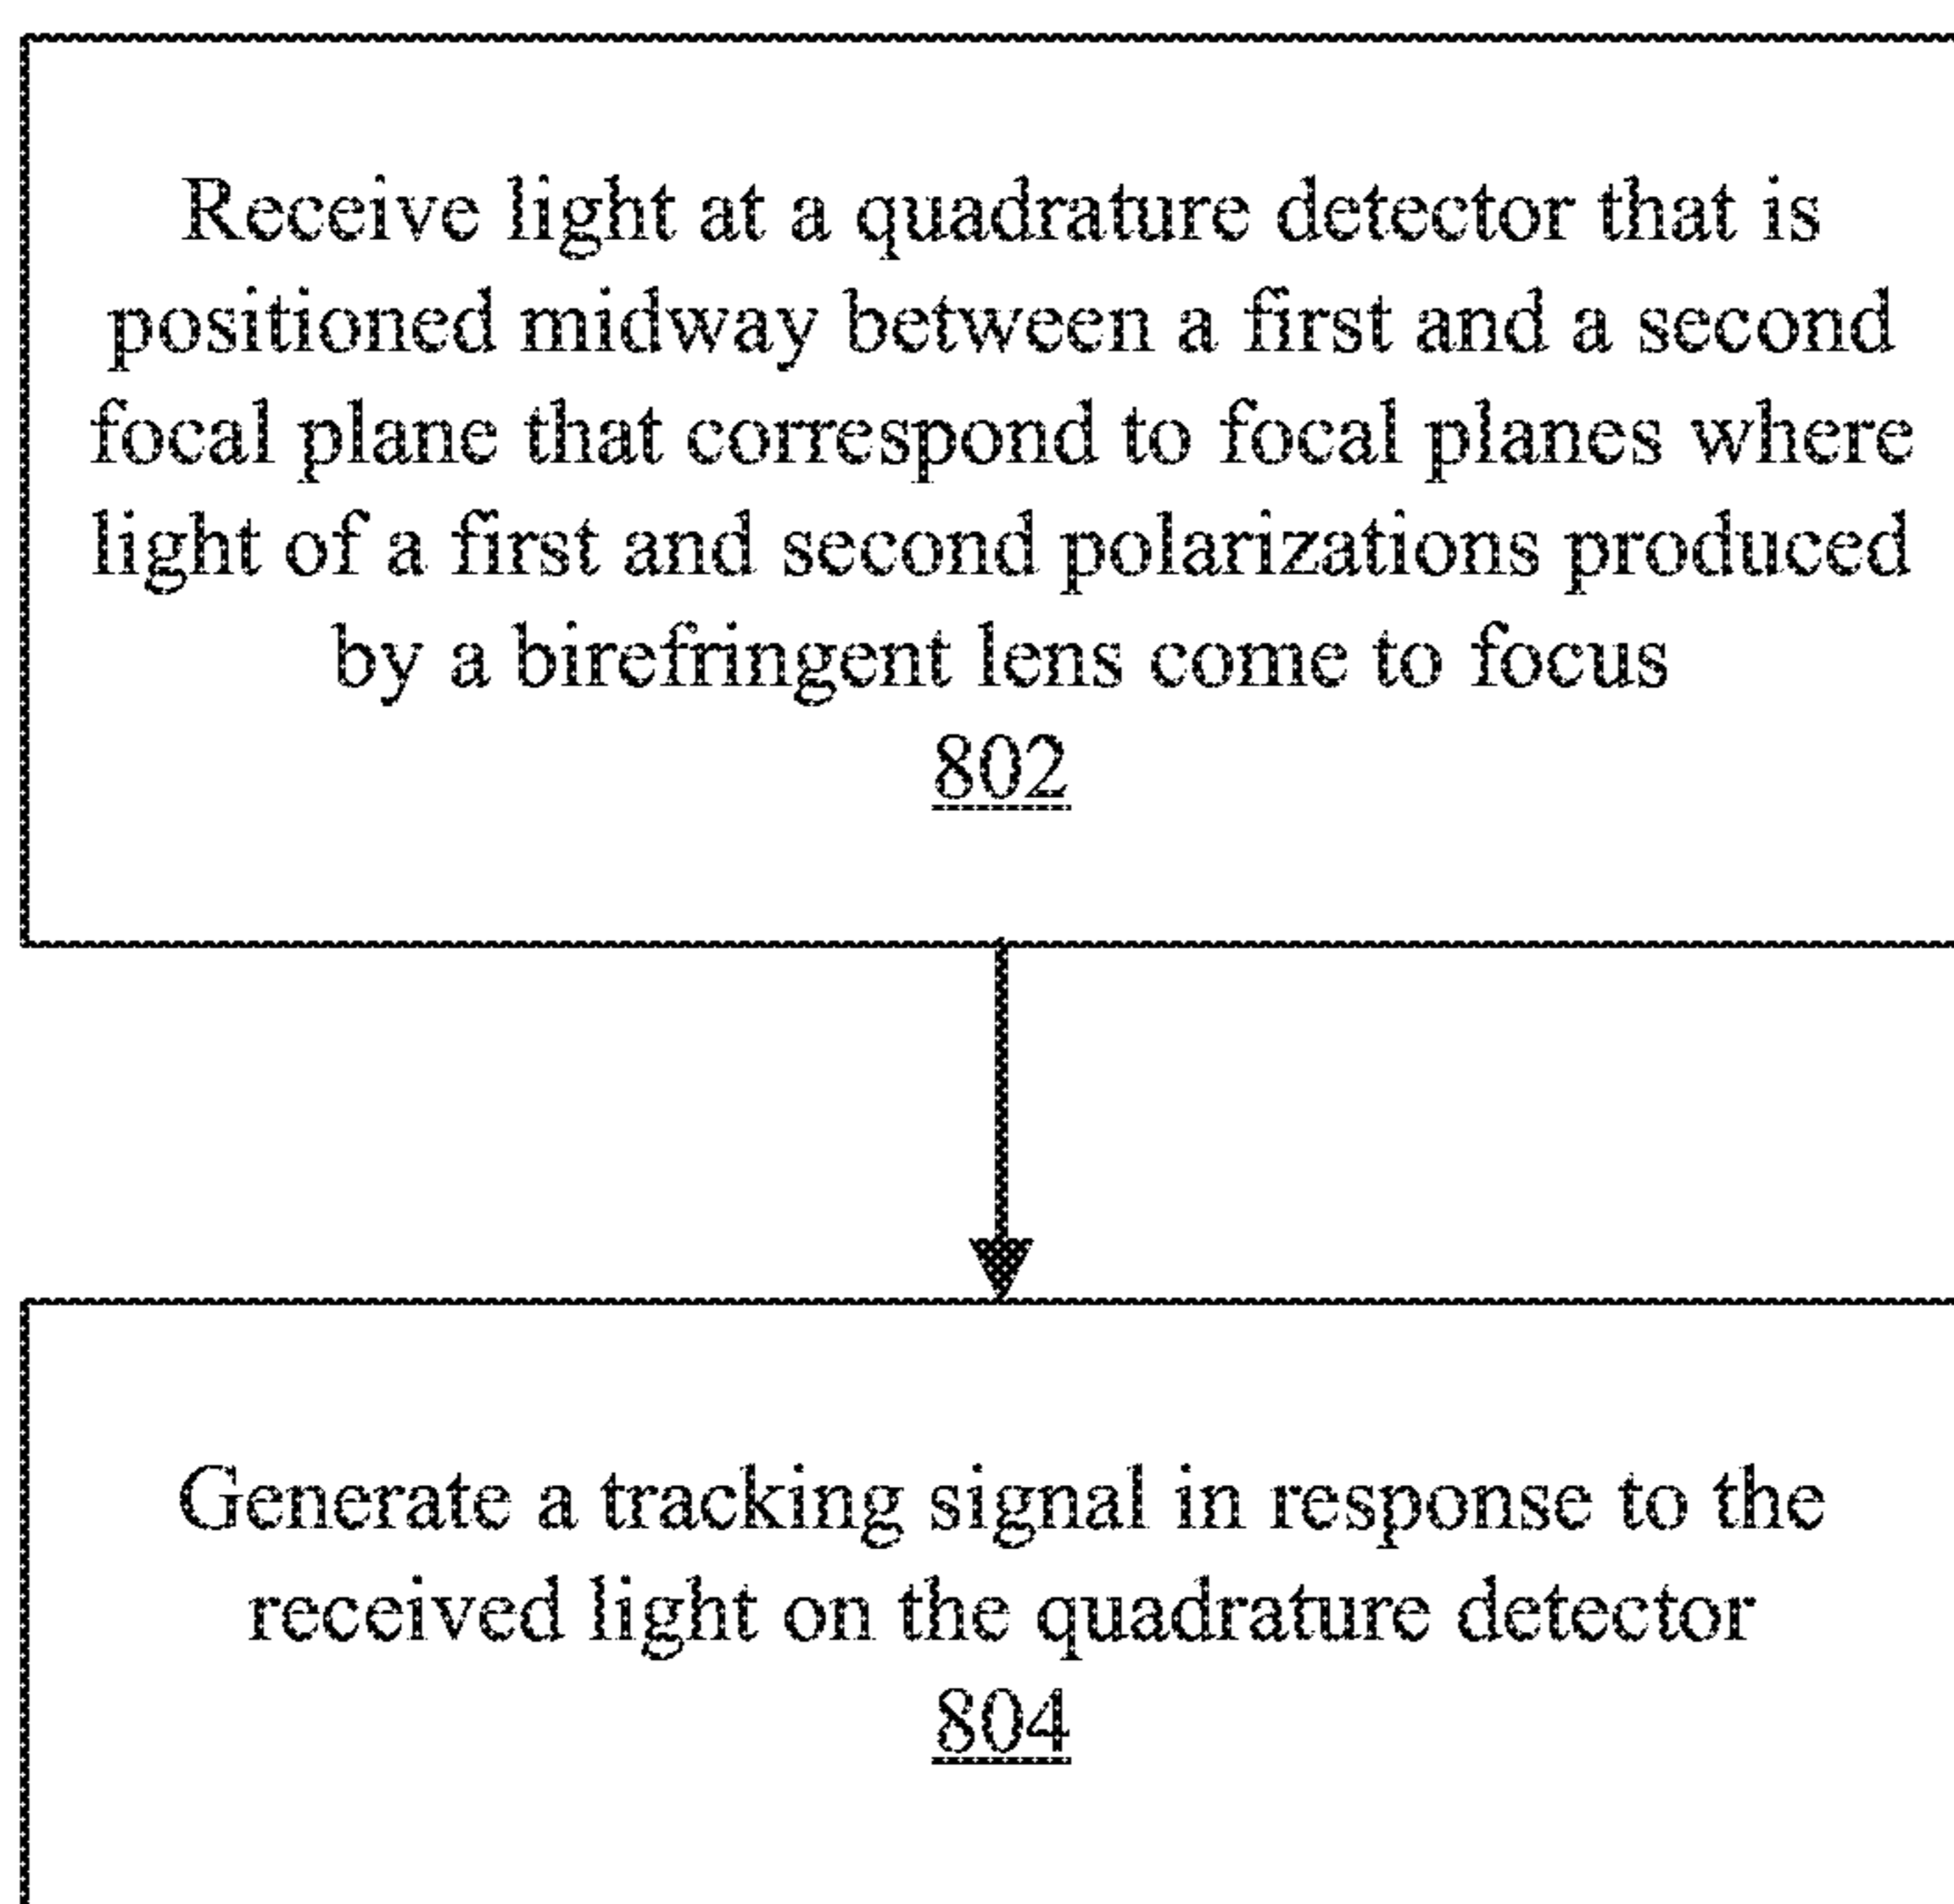 Receive light at a quadrature detector that is
positioned midway between a first and a second
focal plane that correspond to focal planes where
light of a first and second polarizations produced
by a birefringent lens come to focus
802
Generate a tracking signal in response to the
received light on the quadrature detector
804